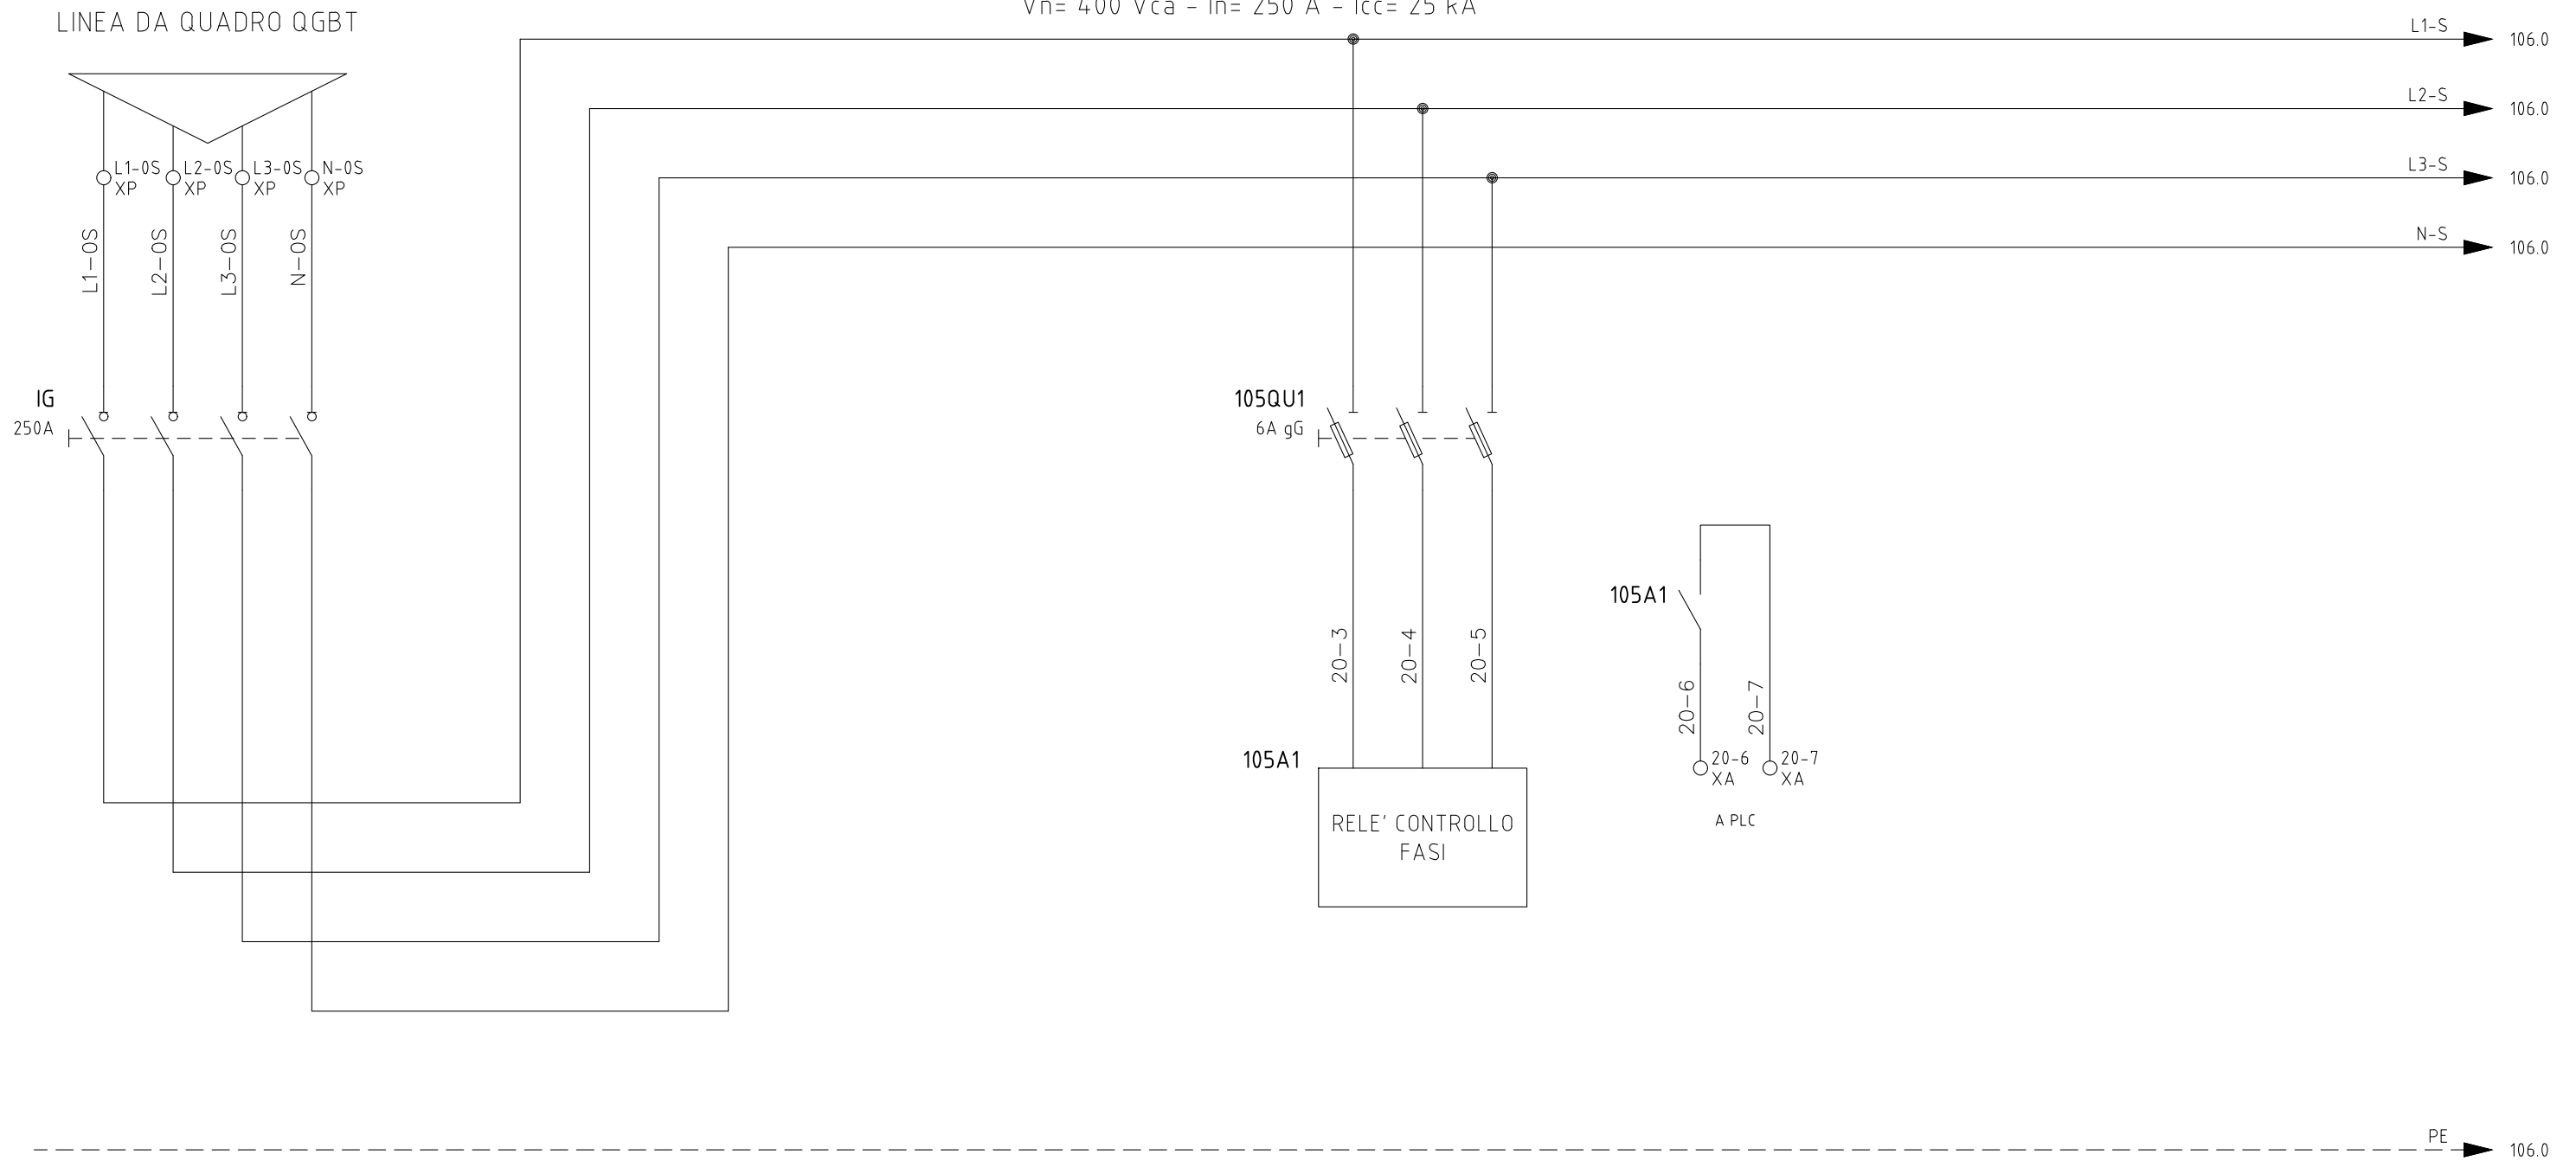 LINEA DA QUADRO QGBT
Vn= 400 Vca - In= 250 A - Icc= 25 kA
L1-S 106.0
L2-S 106.0
L3-S 106.0
N-S 106.0
L1-0S
XP
L2-0S
XP
L3-0S
XP
N-0S
XP
L1-0S
L2-0S
L3-0S
N-0S
IG
250A
105QU1
6A gG
20-3
20-4
20-5
105A1
RELE' CONTROLLO
FASI
105A1
20-6
20-7
20-6
XA
20-7
XA
A PLC
PE 106.0